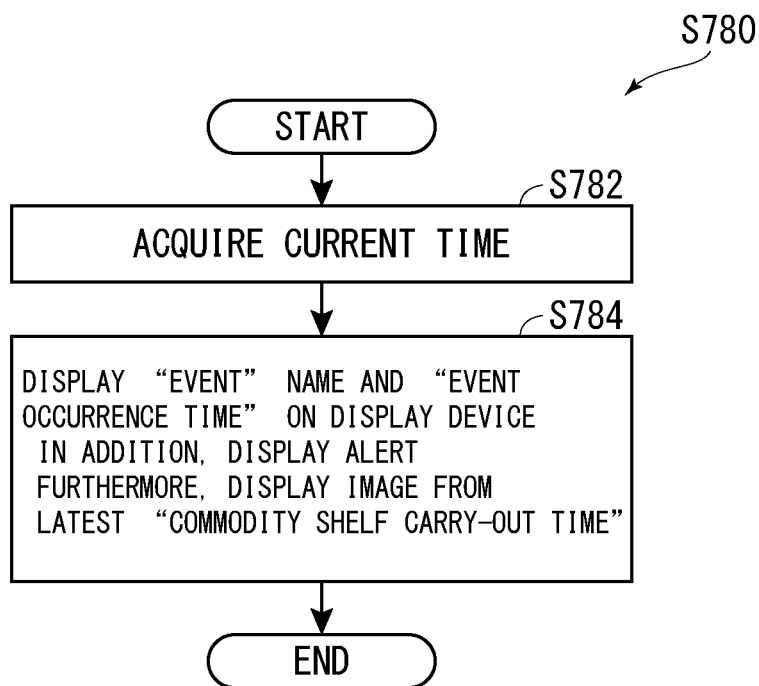 S780
START
S782
ACQUIRE CURRENT TIME
S784
DISPLAY “EVENT” NAME AND “EVENT
OCCURRENCE TIME” ON DISPLAY DEVICE
IN ADDITION, DISPLAY ALERT
FURTHERMORE, DISPLAY IMAGE FROM
LATEST “COMMODITY SHELF CARRY-OUT TIME”
END